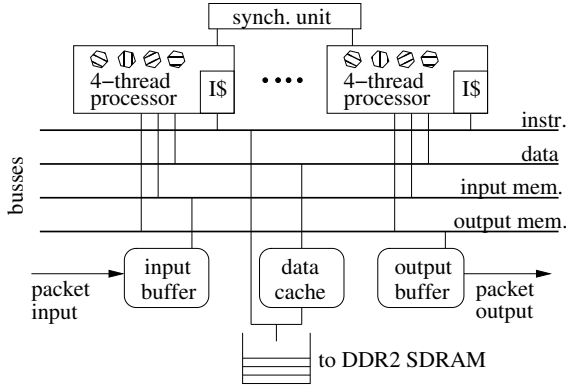 synch. unit
4−thread
processor
I$
4−thread
processor
I$
instr.
data
input mem.
output mem.
busses
input
buffer
data
cache
output
buffer
packet
input
packet
output
to DDR2 SDRAM